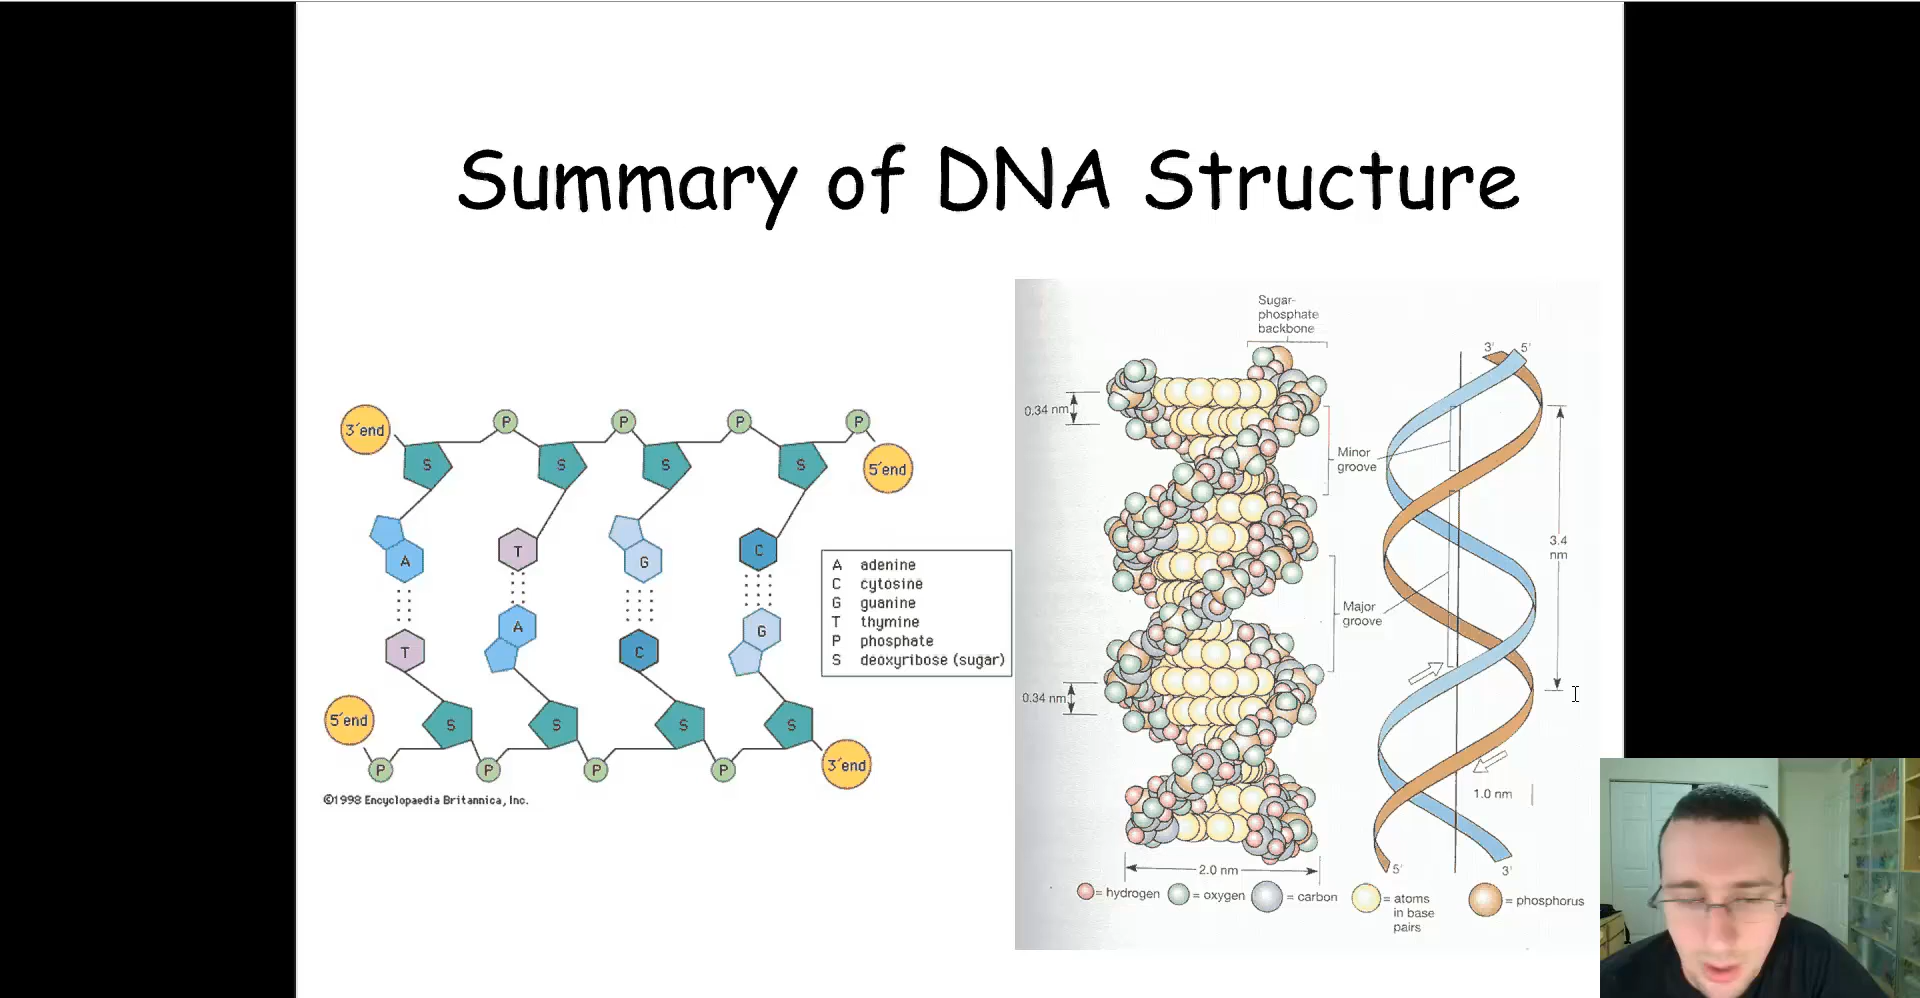 Summary of DNA Structure
3′end
P
P
P
P
S
S
S
S
5′end
A
T
G
C
T
A
C
G
5′end
S
S
S
S
P
P
P
P
3′end
A adenine
C cytosine
G guanine
T thymine
P phosphate
S deoxyribose (sugar)
©1998 Encyclopaedia Britannica, Inc.
Sugar-
phosphate
backbone
0.34 nm
Minor
groove
Major
groove
0.34 nm
2.0 nm
3' 5'
3.4
nm
1.0 nm
5' 3'
= hydrogen
= oxygen
= carbon
= atoms
in base
pairs
= phosphorus